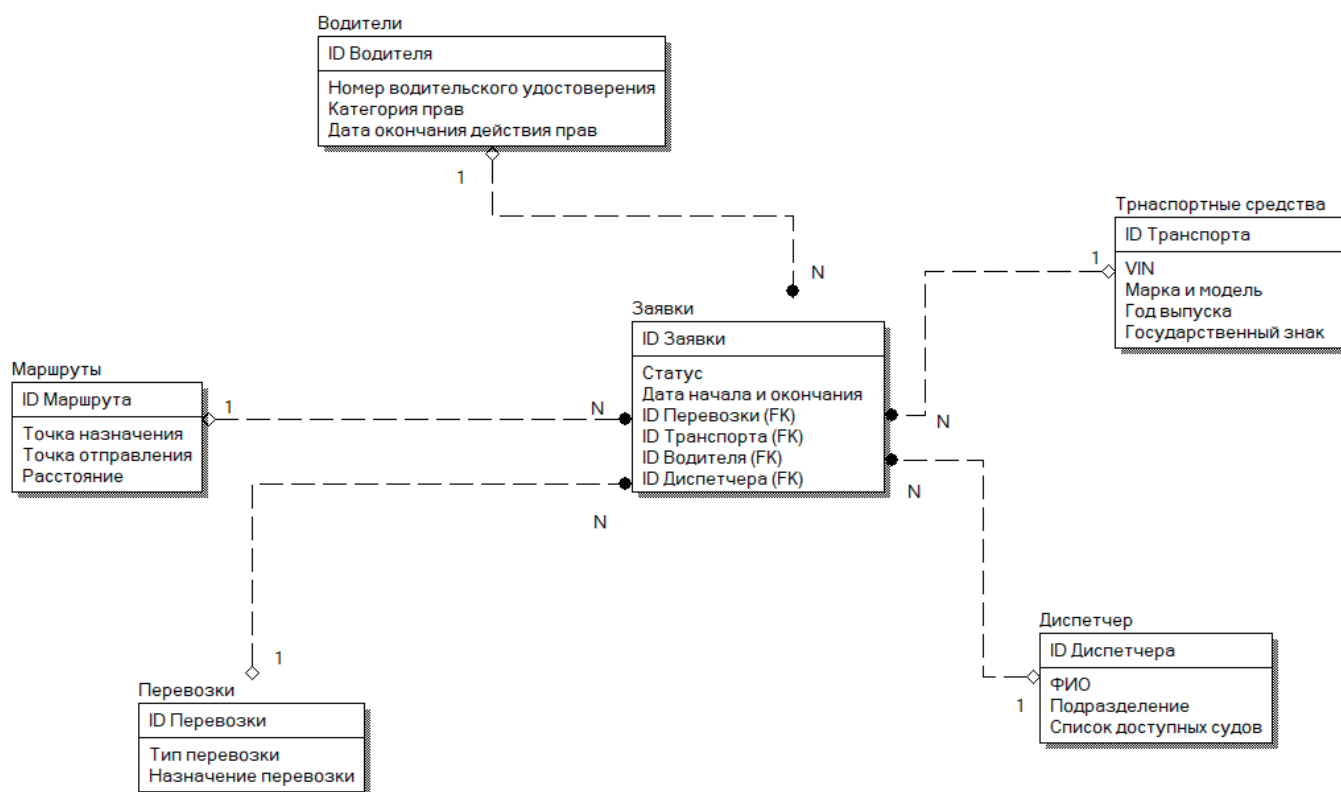 Водители
ID Водителя
Номер водительского удостоверения
Категория прав
Дата окончания действия прав
1
N
Трнаспортные средства
ID Транспорта
VIN
Марка и модель
Год выпуска
Государственный знак
1
N
Заявки
ID Заявки
Статус
Дата начала и окончания
ID Перевозки (FK)
ID Транспорта (FK)
ID Водителя (FK)
ID Диспетчера (FK)
Маршруты
ID Маршрута
Точка назначения
Точка отправления
Расстояние
1
N
N
1
Перевозки
ID Перевозки
Тип перевозки
Назначение перевозки
N
1
Диспетчер
ID Диспетчера
ФИО
Подразделение
Список доступных судов